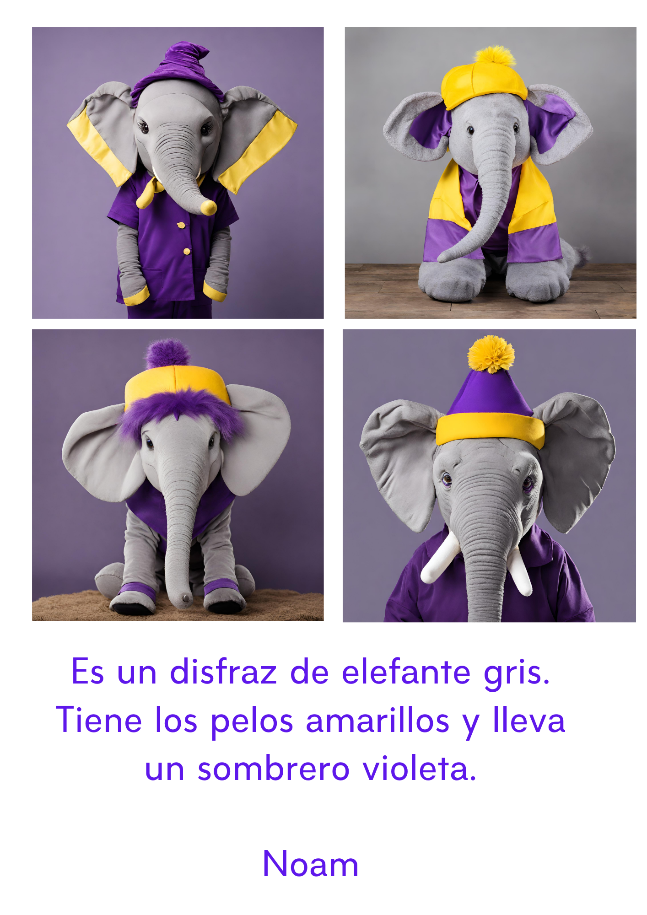 Es un disfraz de elefante gris.
Tiene los pelos amarillos y lleva
un sombrero violeta.
Noam